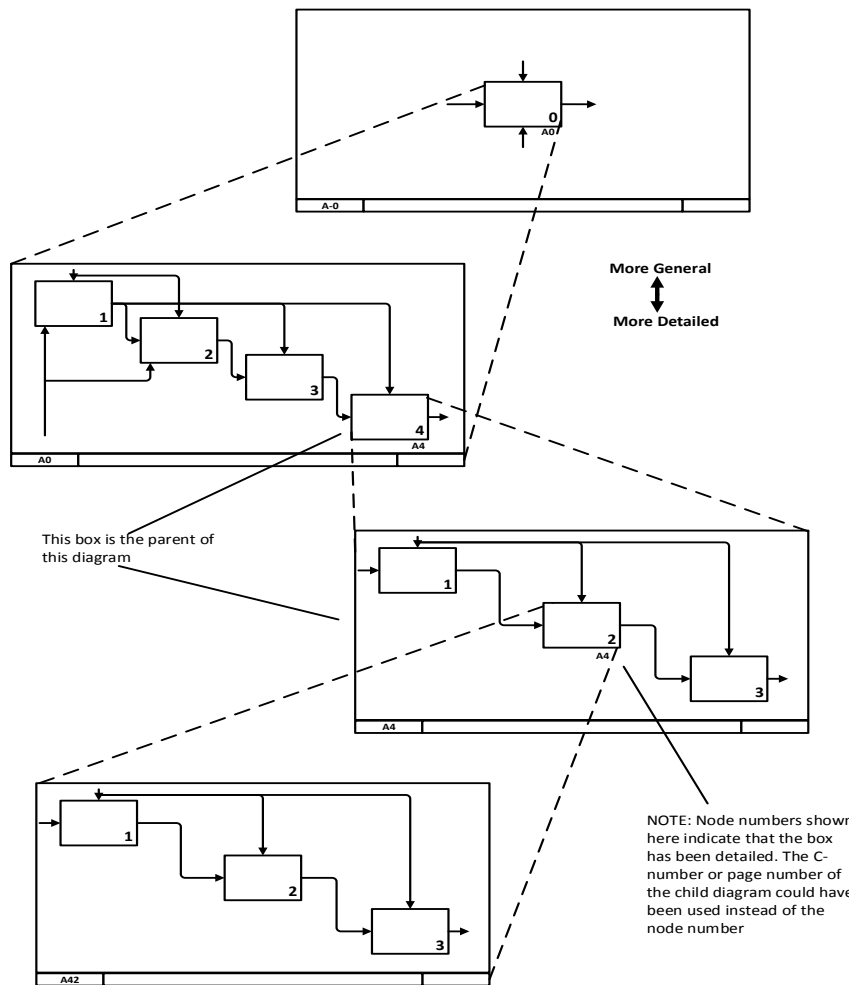 0
A0
A-0
More General
More Detailed
1
2
3
4
A4
A0
This box is the parent of
this diagram
1
2
A4
3
A4
NOTE: Node numbers shown
here indicate that the box
has been detailed. The C-
number or page number of
the child diagram could have
been used instead of the
node number
1
2
3
A42